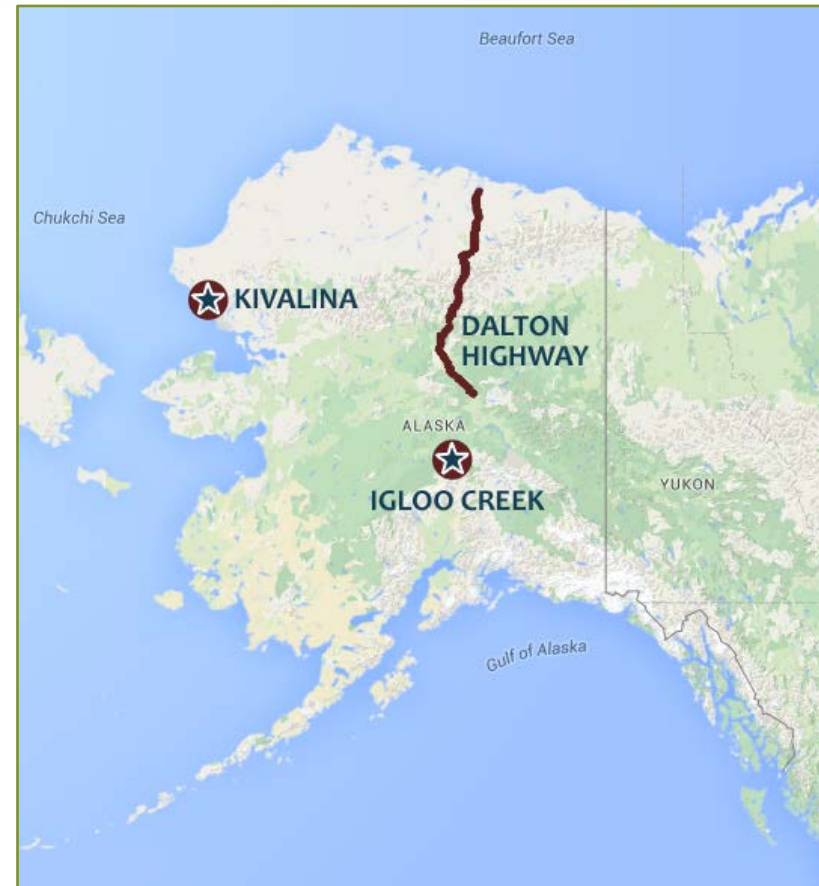 Beaufort Sea
Chukchi Sea
KIVALINA
DALTON
HIGHWAY
ALASKA
IGLOO CREEK
YUKON
Gulf of Alaska